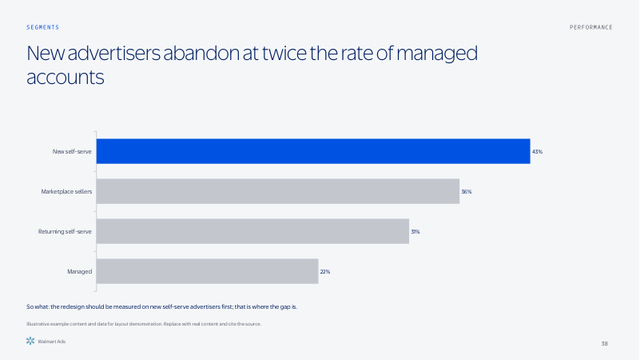 SEGMENTS
PERFORMANCE
New advertisers abandon at twice the rate of managed
accounts
New self-serve
43%
Marketplace sellers
36%
Returning self-serve
31%
Managed
22%
So what: the redesign should be measured on new self-serve advertisers first; that is where the gap is.
Illustrative example content and data for layout demonstration. Replace with real content and cite the source.
Walmart Ads
38